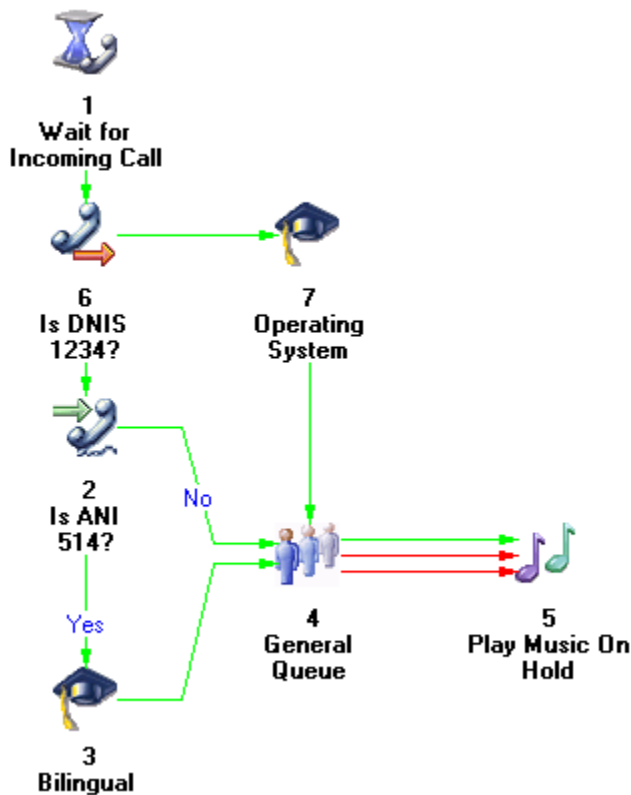 1
Wait for
Incoming Call
6
Is DNIS
1234?
7
Operating
System
2
Is ANI
514?
No
Yes
4
General
Queue
5
Play Music On
Hold
3
Bilingual